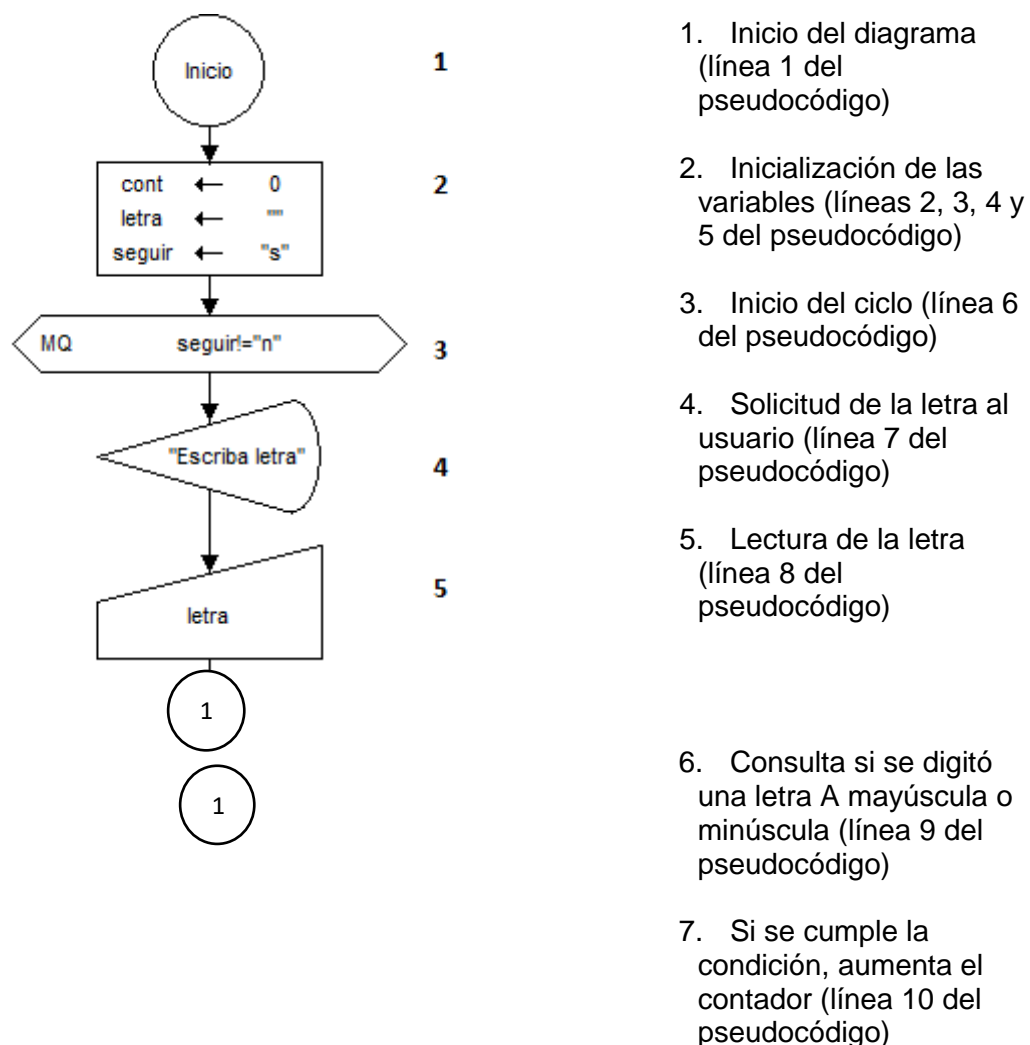 Inicio
1
cont ← 0
letra ← ""
seguir ← "s"
2
MQ seguir!="n"
3
"Escriba letra"
4
letra
5
1
1
1. Inicio del diagrama
(línea 1 del
pseudocódigo)
2. Inicialización de las
variables (líneas 2, 3, 4 y
5 del pseudocódigo)
3. Inicio del ciclo (línea 6
del pseudocódigo)
4. Solicitud de la letra al
usuario (línea 7 del
pseudocódigo)
5. Lectura de la letra
(línea 8 del
pseudocódigo)
6. Consulta si se digitó
una letra A mayúscula o
minúscula (línea 9 del
pseudocódigo)
7. Si se cumple la
condición, aumenta el
contador (línea 10 del
pseudocódigo)